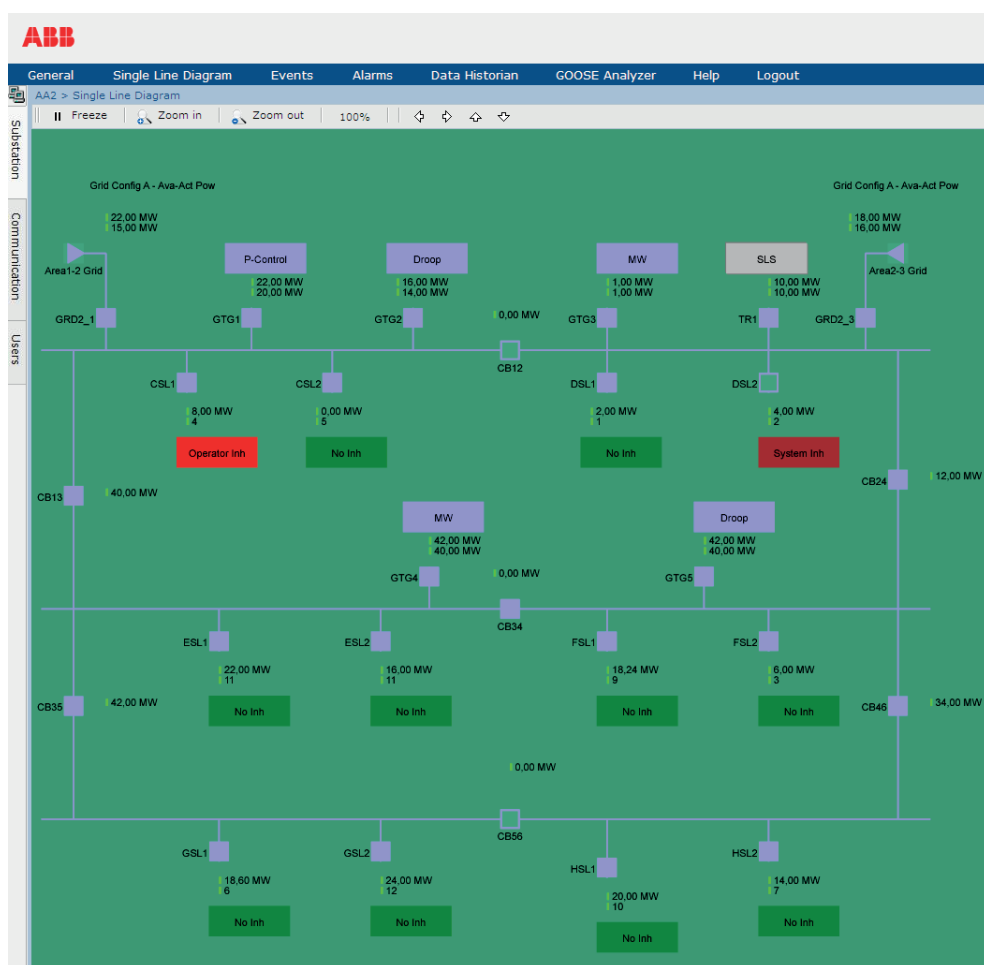 ABB
General Single Line Diagram Events Alarms Data Historian GOOSE Analyzer Help Logout
AA2 > Single Line Diagram
Freeze Zoom in Zoom out 100%
Substation
Communication
Users
Grid Config A - Ava-Act Pow Grid Config A - Ava-Act Pow
22,00 MW 18,00 MW
15,00 MW 16,00 MW
P-Control Droop MW SLS
Area1-2 Grid Area2-3 Grid
22,00 MW 16,00 MW 1,00 MW 10,00 MW
20,00 MW 14,00 MW 1,00 MW 10,00 MW
0,00 MW
GRD2_1 GTG1 GTG2 GTG3 TR1 GRD2_3
CB12
CSL1 CSL2 DSL1 DSL2
8,00 MW 0,00 MW 2,00 MW 4,00 MW
4 5 1 2
Operator Inh No Inh No Inh System Inh
CB24 12,00 MW
CB13 40,00 MW
MW Droop
42,00 MW 42,00 MW
40,00 MW 40,00 MW
GTG4 0,00 MW GTG5
CB34
ESL1 ESL2 FSL1 FSL2
22,00 MW 16,00 MW 18,24 MW 6,00 MW
11 11 9 3
CB35 42,00 MW CB46 34,00 MW
No Inh No Inh No Inh No Inh
0,00 MW
CB56
GSL1 GSL2 HSL1 HSL2
18,60 MW 24,00 MW 14,00 MW
6 12 7
20,00 MW
10
No Inh No Inh No Inh
No Inh